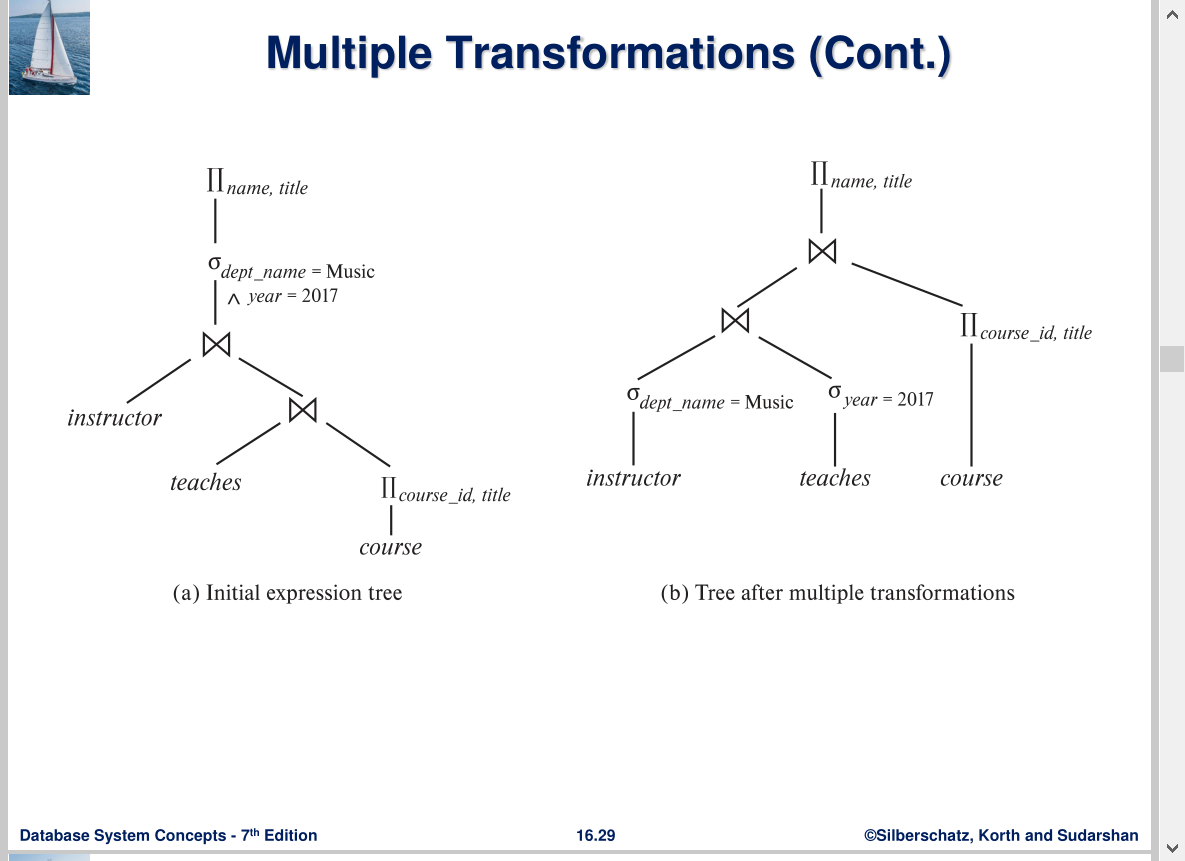 Multiple Transformations (Cont.)
∏name, title
σdept_name = Music
∧ year = 2017
⋈
instructor
⋈
teaches
∏course_id, title
course
(a) Initial expression tree
∏name, title
⋈
⋈
∏course_id, title
σdept_name = Music
σyear = 2017
instructor
teaches
course
(b) Tree after multiple transformations
Database System Concepts - 7th Edition
16.29
©Silberschatz, Korth and Sudarshan